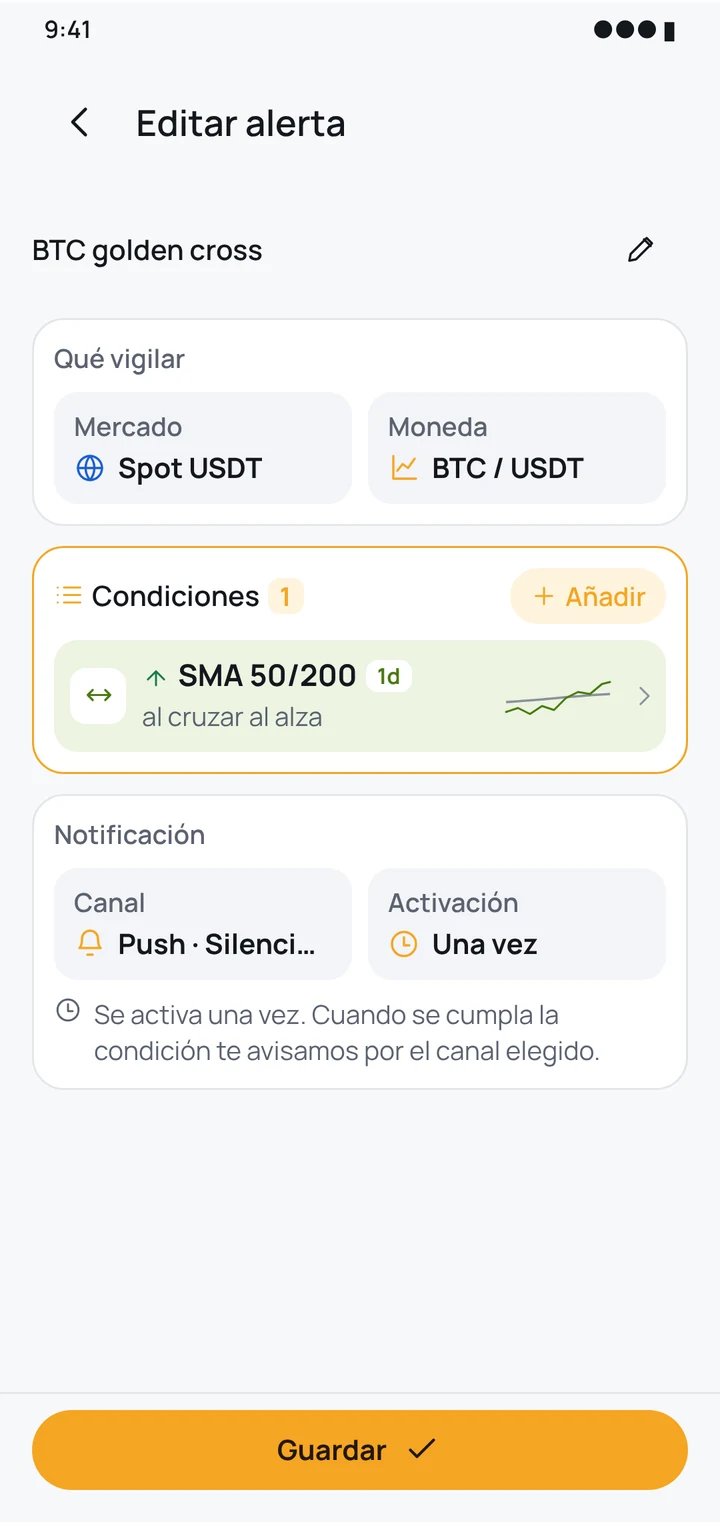 9:41
Editar alerta
BTC golden cross
Qué vigilar
Mercado
Spot USDT
Moneda
BTC / USDT
Condiciones 1
+ Añadir
SMA 50/200 1d
al cruzar al alza
Notificación
Canal
Push · Silenci...
Activación
Una vez
Se activa una vez. Cuando se cumpla la
condición te avisamos por el canal elegido.
Guardar